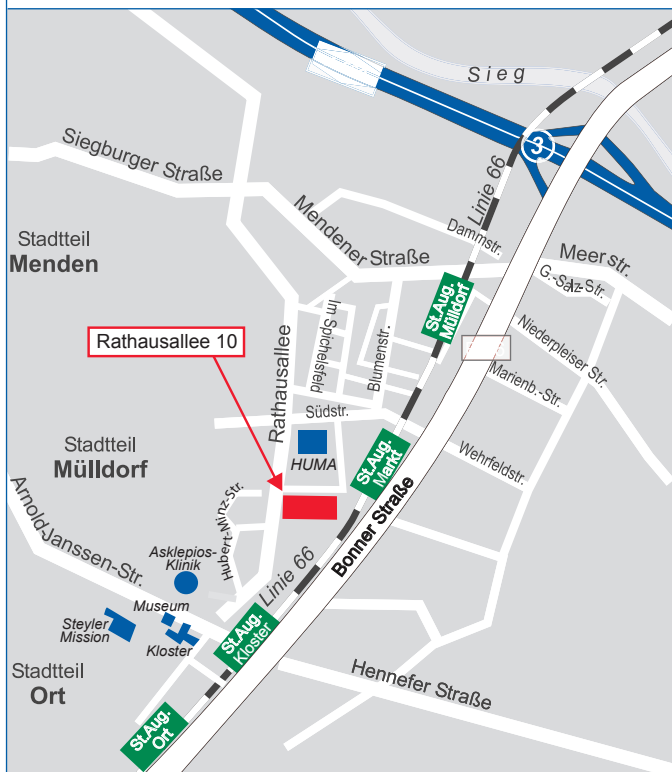 Sieg
3
Linie 66
Siegburger Straße
Mendener Straße
Dammstr.
Meerstr.
G.-Salz-Str.
Stadtteil
Menden
St.Aug.
Mülldorf
Niederpleiser Str.
Rathausallee 10
Rathausallee
Im Spichelsfeld
Blumenstr.
Marienb.-Str.
Südstr.
HUMA
St.Aug.
Markt
Wehrfeldstr.
Stadtteil
Mülldorf
Arnold-Janssen-Str.
Hubert-Minz-Str.
Bonner Straße
Asklepios-
Klinik
Linie 66
Museum
Steyler
Mission
Kloster
St.Aug.
Kloster
Stadtteil
Ort
Hennefer Straße
St.Aug.
Ort